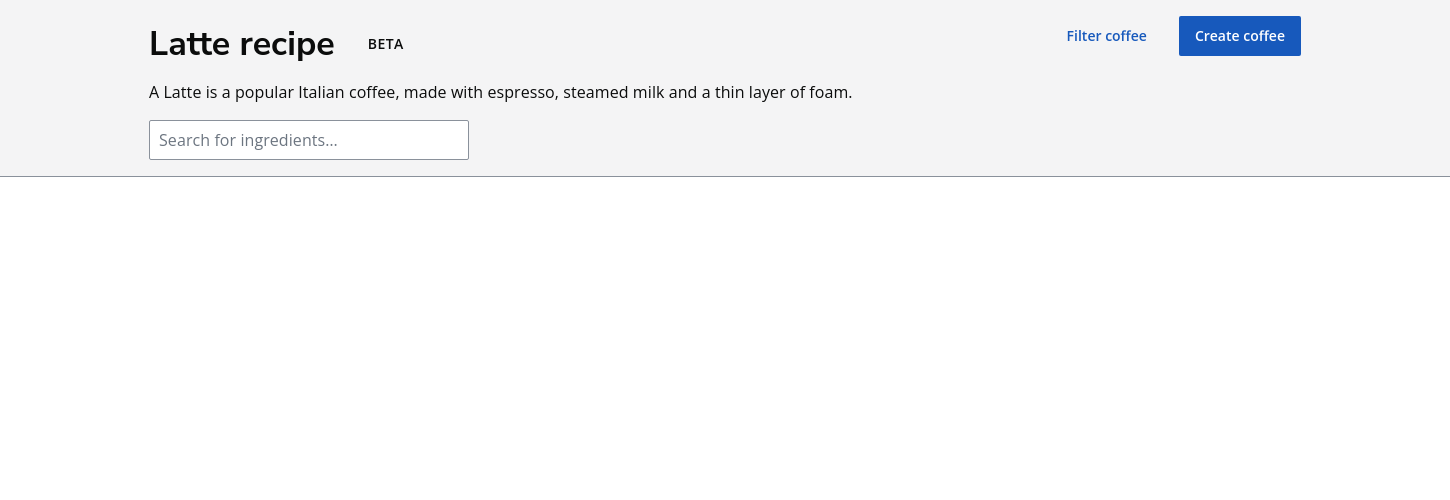 Latte recipe BETA
Filter coffee
Create coffee
A Latte is a popular Italian coffee, made with espresso, steamed milk and a thin layer of foam.
Search for ingredients...